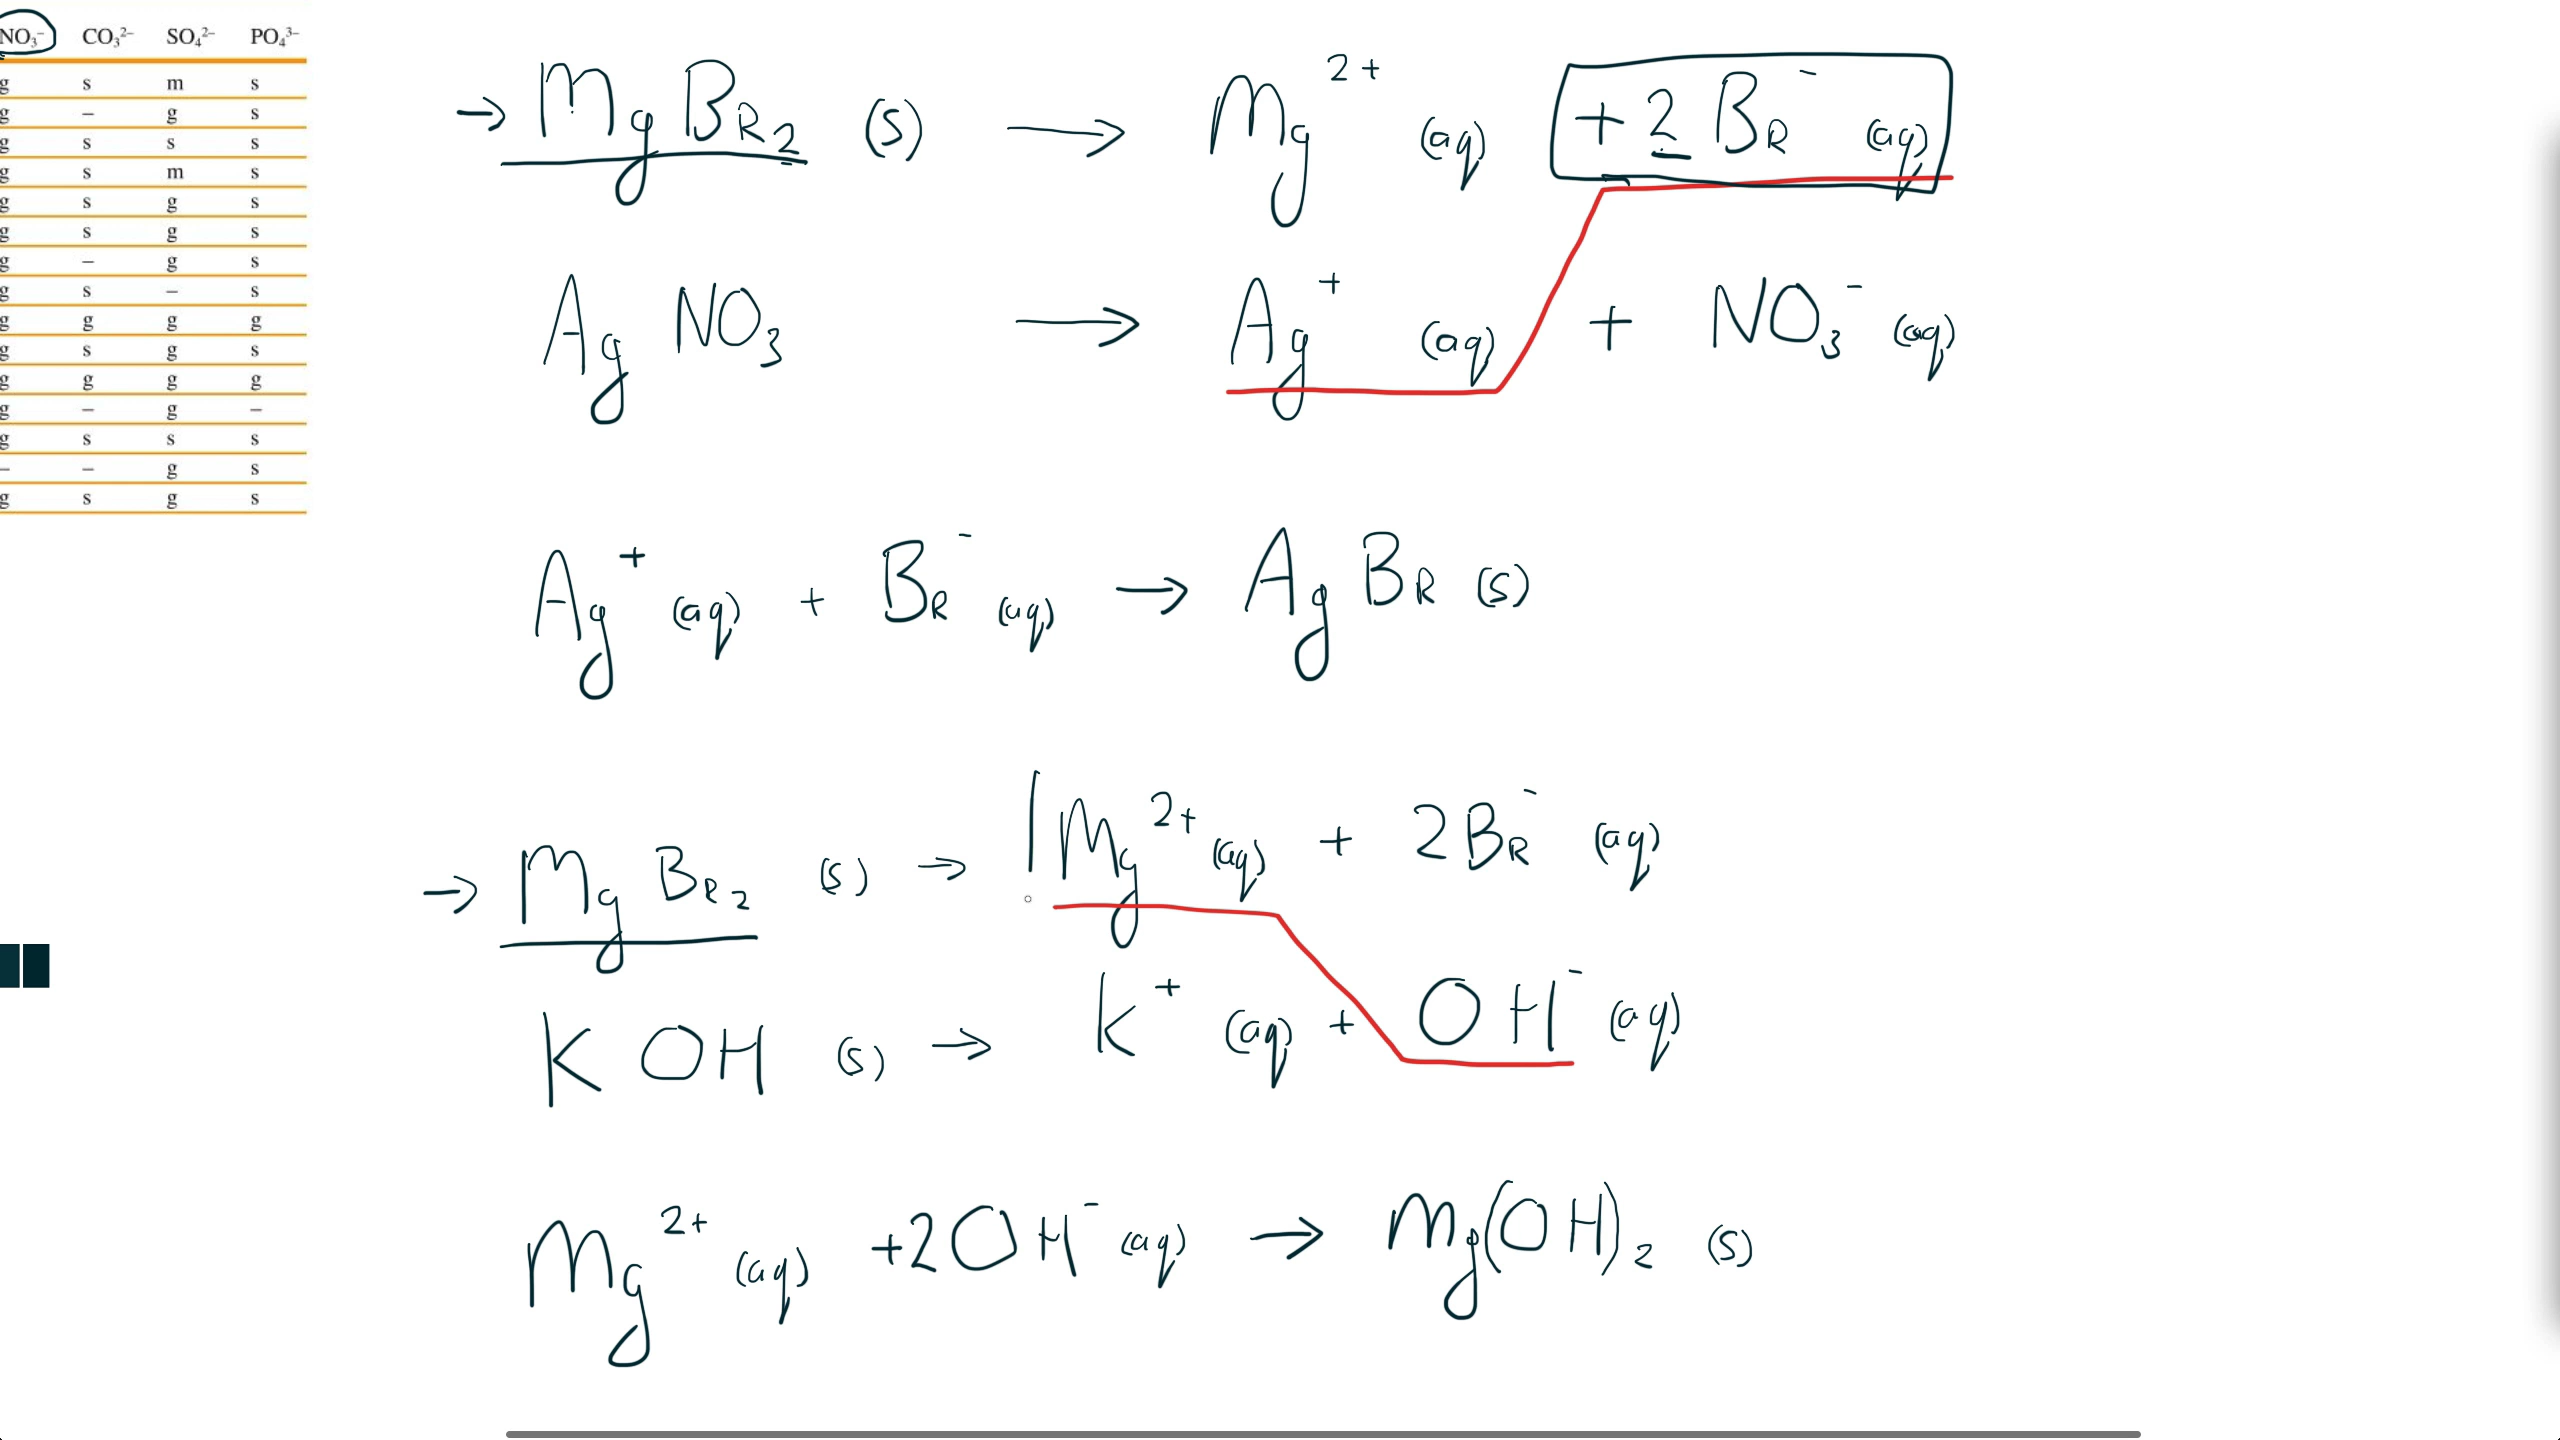 NO₃⁻ CO₃²⁻ SO₄²⁻ PO₄³⁻
g s m s
g – g s
g s s s
g s m s
g s g s
g s g s
g – g s
g s – s
g g g g
g s g s
g g g g
g – g –
g s s s
– – g s
g s g s
→ MgBR₂ (s) → Mg²⁺ (aq) + 2 BR⁻ (aq)
AgNO₃ → Ag⁺ (aq) + NO₃⁻ (aq)
Ag⁺ (aq) + BR⁻ (aq) → AgBR (s)
→ MgBR₂ (s) → Mg²⁺ (aq) + 2BR⁻ (aq)
KOH (s) → K⁺ (aq) + OH⁻ (aq)
Mg²⁺ (aq) +2OH⁻ (aq) → Mg(OH)₂ (s)